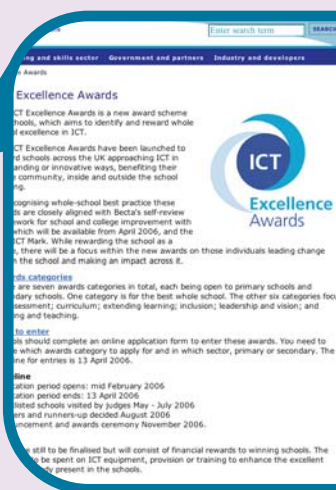 Enter search term SEARCH
ng and skills sector Government and partners Industry and developers
Awards
Excellence Awards
CT Excellence Awards is a new award scheme
hools, which aims to identify and reward whole
l excellence in ICT.
CT Excellence Awards have been launched to
rd schools across the UK approaching ICT in
anding or innovative ways, benefiting their
community, inside and outside the school
ng.
cognising whole-school best practice these
ds are closely aligned with Becta's self-review
work for school and college improvement with
which will be available from April 2006, and the
ICT Mark. While rewarding the school as a
, there will be a focus within the new awards on those individuals leading change
the school and making an impact across it.
ICT
Excellence
Awards
rds categories
are seven awards categories in total, each being open to primary schools and
dary schools. One category is for the best whole school. The other six categories focu
sessment; curriculum; extending learning; inclusion; leadership and vision; and
ng and teaching.
to enter
ols should complete an online application form to enter these awards. You need to
e which awards category to apply for and in which sector, primary or secondary. The
ne for entries is 13 April 2006.
line
cation period opens: mid February 2006
cation period ends: 13 April 2006
listed schools visited by judges May - July 2006
ers and runners-up decided August 2006
uncement and awards ceremony November 2006.
still to be finalised but will consist of financial rewards to winning schools. The
to be spent on ICT equipment, provision or training to enhance the excellent
dy present in the schools.